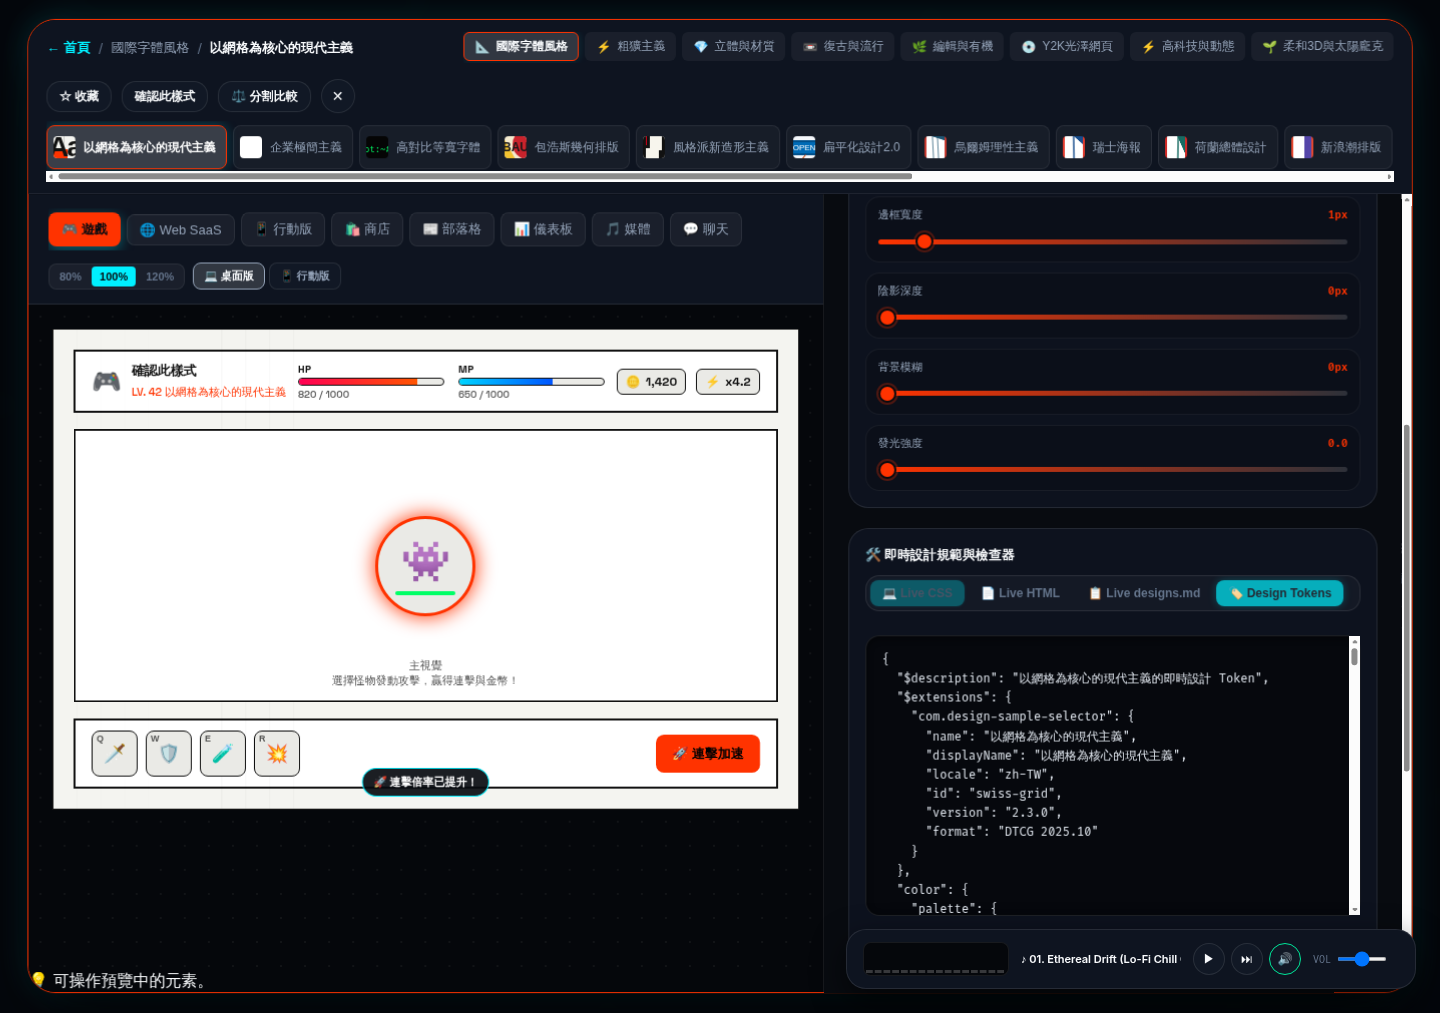 ← 首頁 / 國際字體風格 / 以網格為核心的現代主義
國際字體風格
粗獷主義
立體與材質
復古與流行
編輯與有機
Y2K光澤網頁
高科技與動態
柔和3D與太陽龐克
☆ 收藏
確認此樣式
分割比較
✕
以網格為核心的現代主義
企業極簡主義
高對比等寬字體
包浩斯幾何排版
風格派新造形主義
OPEN
扁平化設計2.0
烏爾姆理性主義
瑞士海報
荷蘭總體設計
新浪潮排版
遊戲
Web SaaS
行動版
商店
部落格
儀表板
媒體
聊天
80%
100%
120%
桌面版
行動版
確認此樣式
LV. 42 以網格為核心的現代主義
HP
820 / 1000
MP
650 / 1000
1,420
x4.2
主視覺
選擇怪物發動攻擊，贏得連擊與金幣！
Q
W
E
R
連擊加速
連擊倍率已提升！
可操作預覽中的元素。
邊框寬度
1px
陰影深度
0px
背景模糊
0px
發光強度
0.0
即時設計規範與檢查器
Live CSS
Live HTML
Live designs.md
Design Tokens
{
"$description": "以網格為核心的現代主義的即時設計 Token",
"$extensions": {
"com.design-sample-selector": {
"name": "以網格為核心的現代主義",
"displayName": "以網格為核心的現代主義",
"locale": "zh-TW",
"id": "swiss-grid",
"version": "2.3.0",
"format": "DTCG 2025.10"
}
},
"color": {
"palette": {
♪ 01. Ethereal Drift (Lo-Fi Chill
VOL